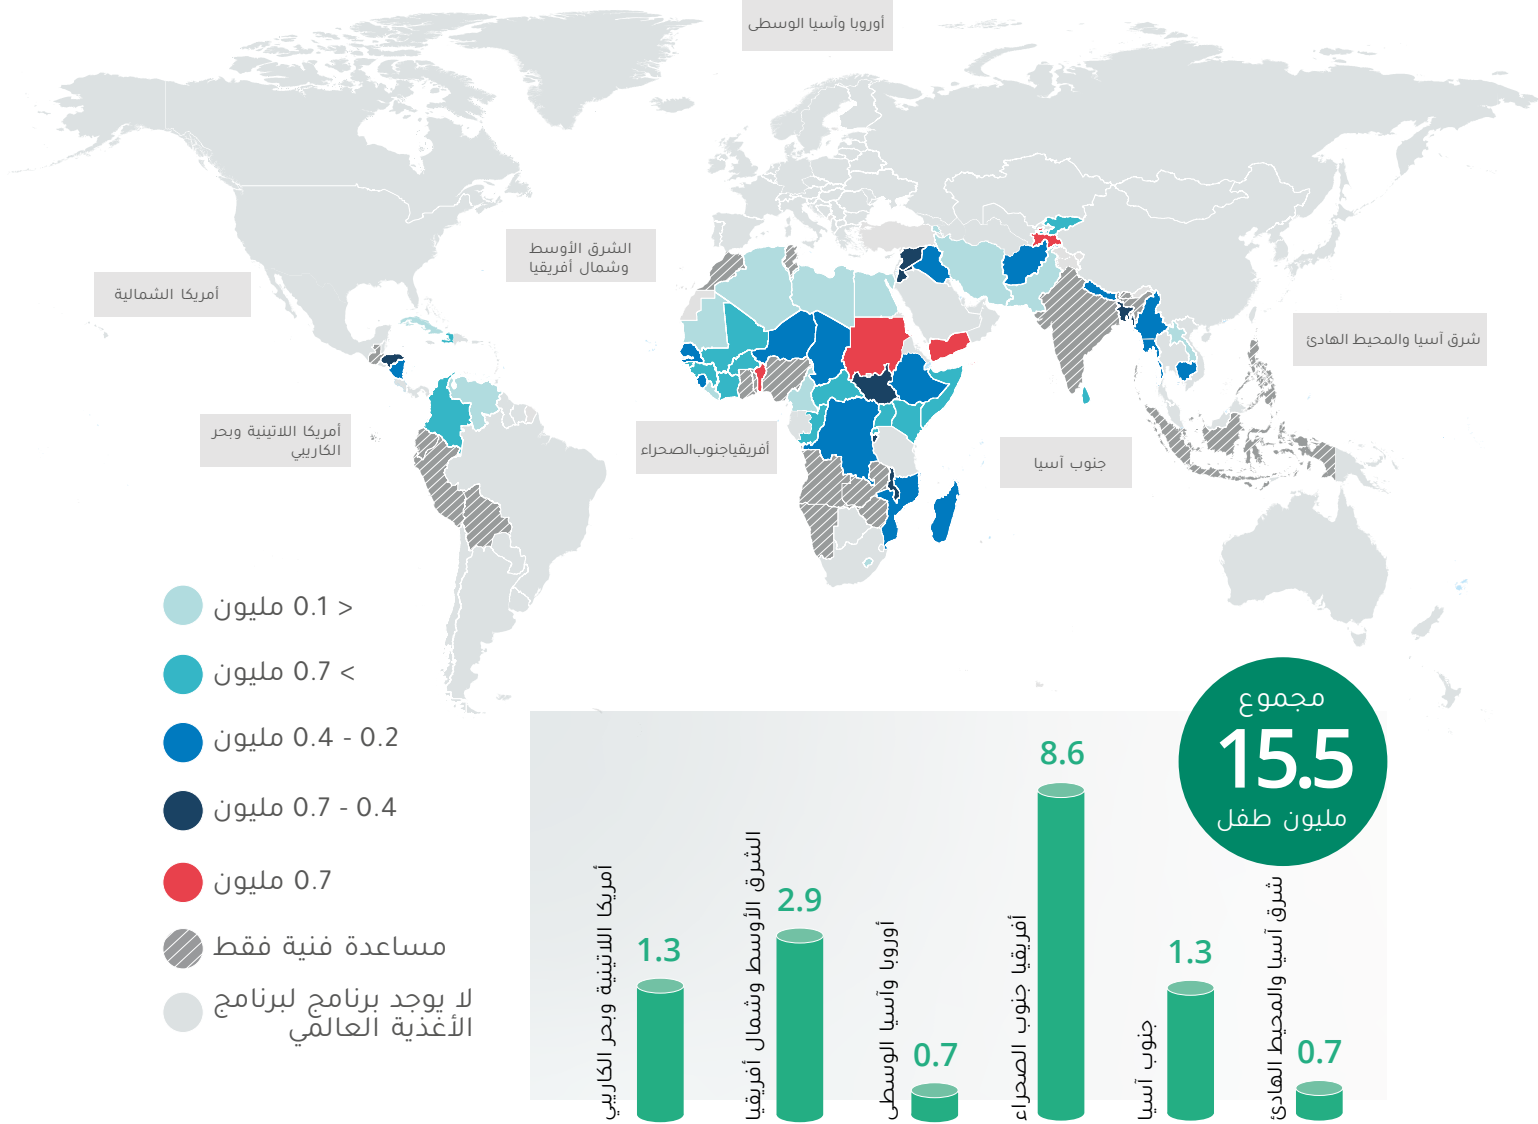 أوروبا وآسيا الوسطى
الشرق الأوسط
وشمال أفريقيا
أمريكا الشمالية
شرق آسيا والمحيط الهادئ
أمريكا اللاتينية وبحر
الكاريبي
أفريقياجنوب‌الصحراء
جنوب آسيا
< 0.1 مليون
< 0.7 مليون
0.2 - 0.4 مليون
0.4 - 0.7 مليون
0.7 مليون
مساعدة فنية فقط
لا يوجد برنامج لبرنامج
الأغذية العالمي
مجموع
15.5
مليون طفل
أمريكا اللاتينية وبحر الكاريبي
1.3
الشرق الأوسط وشمال أفريقيا
2.9
أوروبا وآسيا الوسطى
0.7
أفريقيا جنوب الصحراء
8.6
جنوب آسيا
1.3
شرق آسيا والمحيط الهادئ
0.7